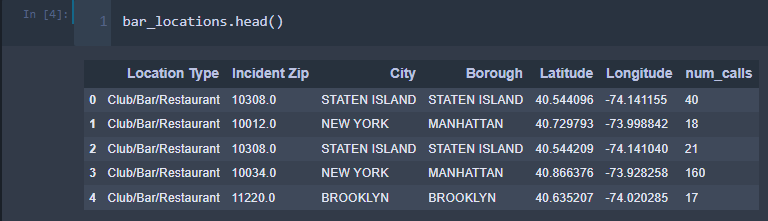 In [4]:
1 bar_locations.head()
Location Type Incident Zip City Borough Latitude Longitude num_calls
0 Club/Bar/Restaurant 10308.0 STATEN ISLAND STATEN ISLAND 40.544096 -74.141155 40
1 Club/Bar/Restaurant 10012.0 NEW YORK MANHATTAN 40.729793 -73.998842 18
2 Club/Bar/Restaurant 10308.0 STATEN ISLAND STATEN ISLAND 40.544209 -74.141040 21
3 Club/Bar/Restaurant 10034.0 NEW YORK MANHATTAN 40.866376 -73.928258 160
4 Club/Bar/Restaurant 11220.0 BROOKLYN BROOKLYN 40.635207 -74.020285 17